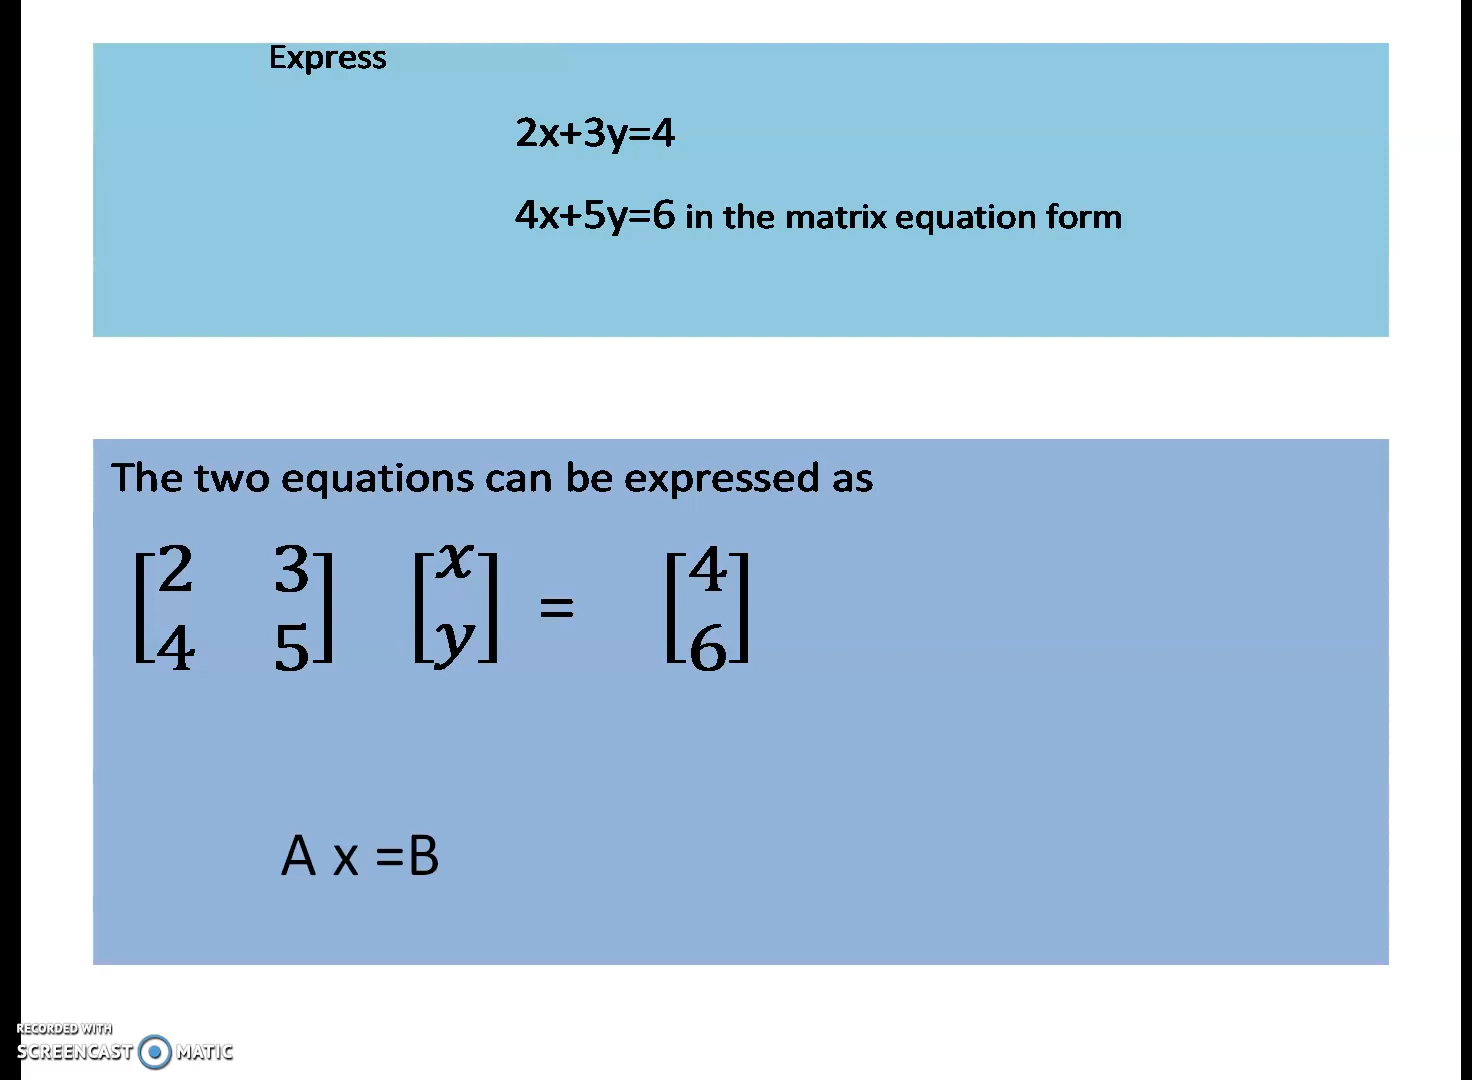 Express
2x+3y=4
4x+5y=6 in the matrix equation form
The two equations can be expressed as
[2 3] [x] = [4]
[4 5] [y] [6]
A x =B
RECORDED WITH
SCREENCAST MATIC